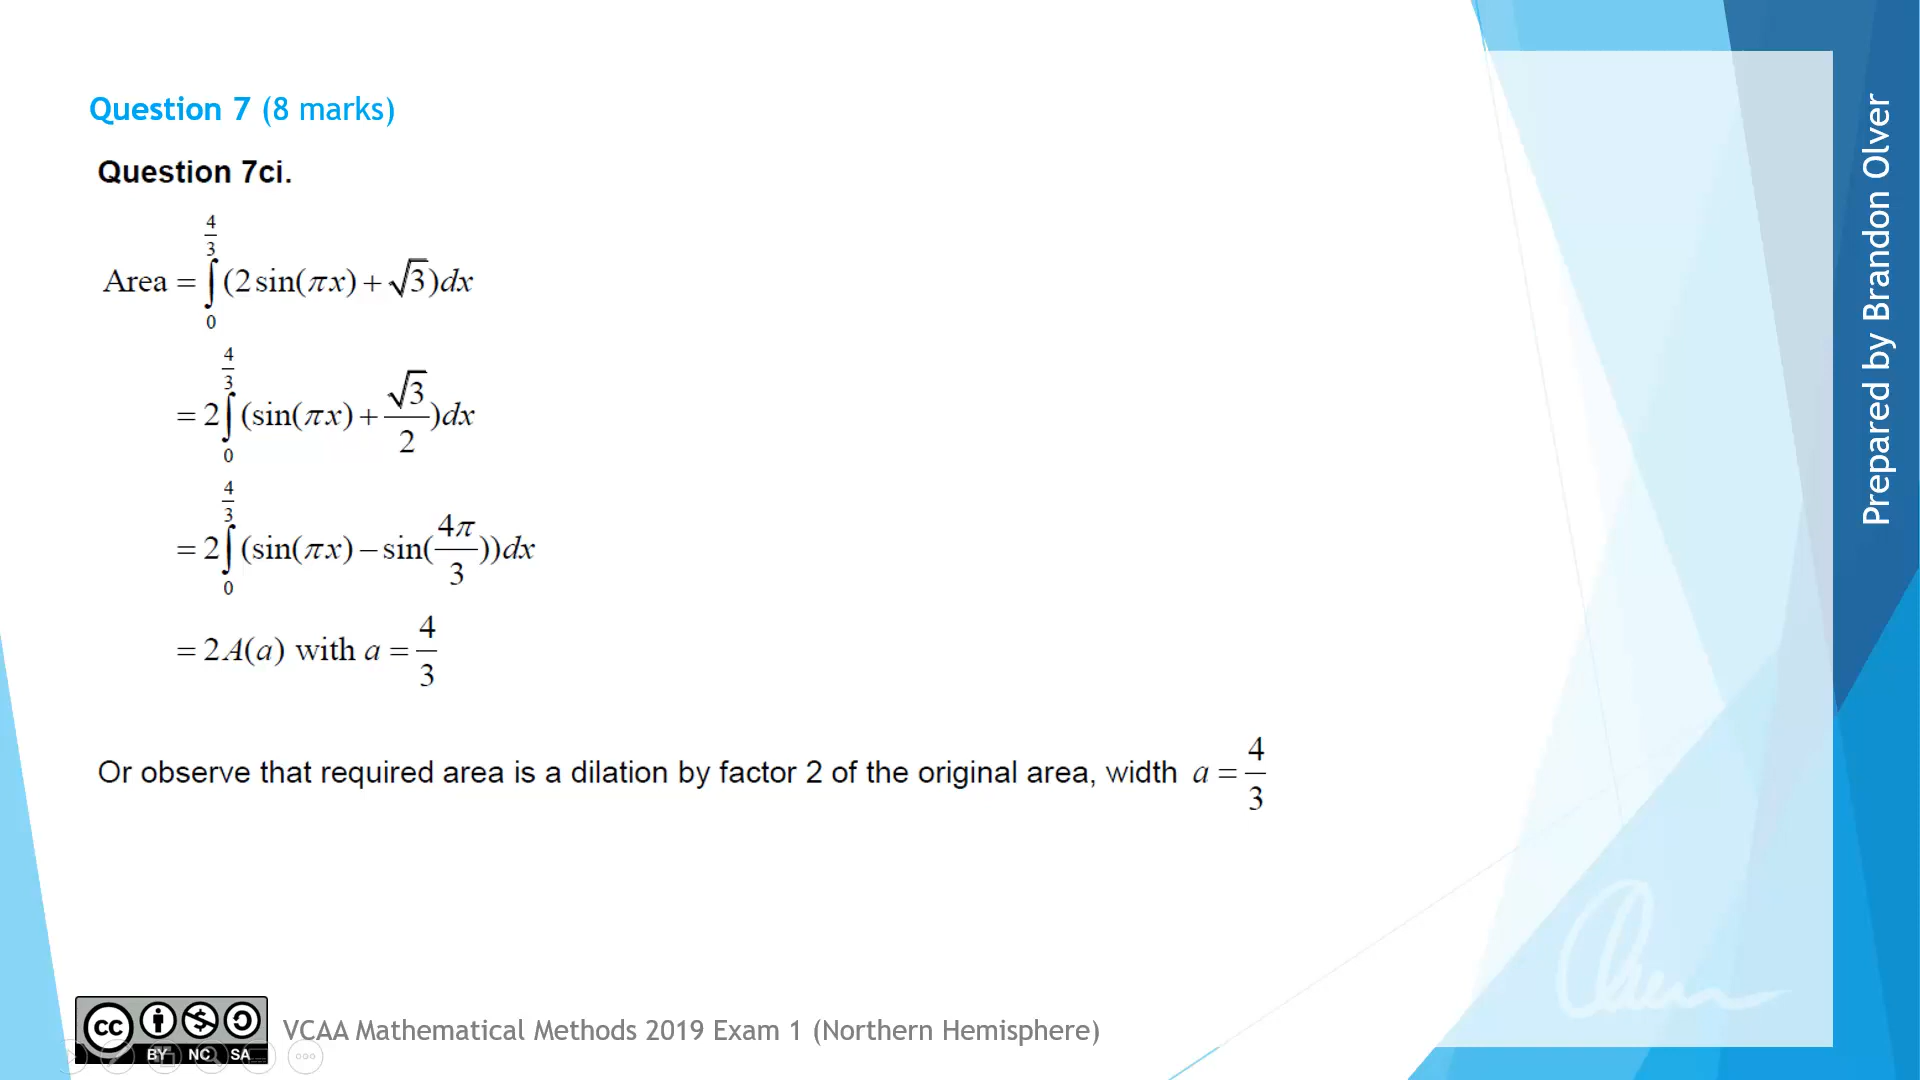 Question 7 (8 marks)
Question 7ci.
Area = ∫₀^{4/3} (2 sin(πx) + √3)dx
= 2∫₀^{4/3} (sin(πx) + √3/2)dx
= 2∫₀^{4/3} (sin(πx) − sin(4π/3))dx
= 2A(a) with a = 4/3
Or observe that required area is a dilation by factor 2 of the original area, width a = 4/3
Prepared by Brandon Olver
cc BY NC SA
VCAA Mathematical Methods 2019 Exam 1 (Northern Hemisphere)